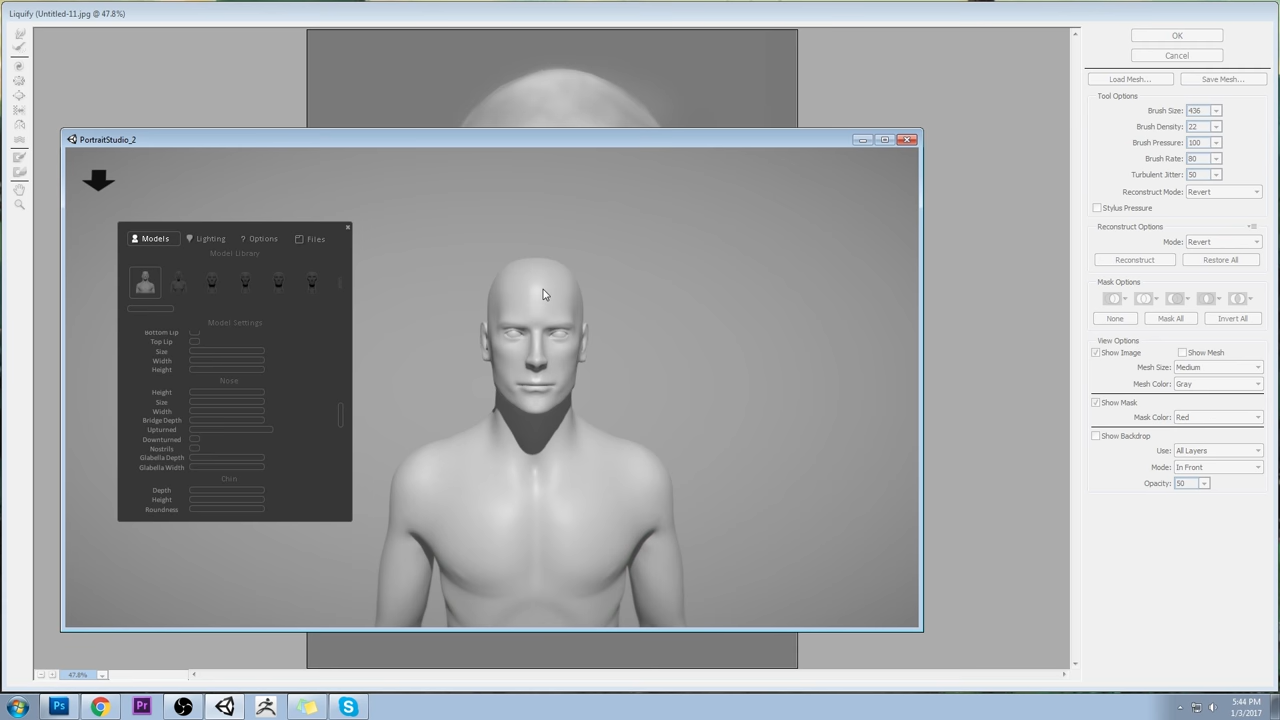 Liquify (Untitled-11.jpg @ 47.8%)
OK
Cancel
Load Mesh...
Save Mesh...
Tool Options
Brush Size: 436
Brush Density: 22
Brush Pressure: 100
Brush Rate: 80
Turbulent Jitter: 50
Reconstruct Mode: Revert
Stylus Pressure
Reconstruct Options
Mode: Revert
Reconstruct
Restore All
Mask Options
None
Mask All
Invert All
View Options
Show Image
Show Mesh
Mesh Size: Medium
Mesh Color: Gray
Show Mask
Mask Color: Red
Show Backdrop
Use: All Layers
Mode: In Front
Opacity: 50
PortraitStudio_2
Models
Lighting
? Options
Files
Model Library
Model Settings
Bottom Lip
Top Lip
Size
Width
Height
Nose
Height
Size
Width
Bridge Depth
Upturned
Downturned
Nostrils
Glabella Depth
Glabella Width
Chin
Depth
Height
Roundness
47.8%
Ps
Pr
5:44 PM
1/3/2017